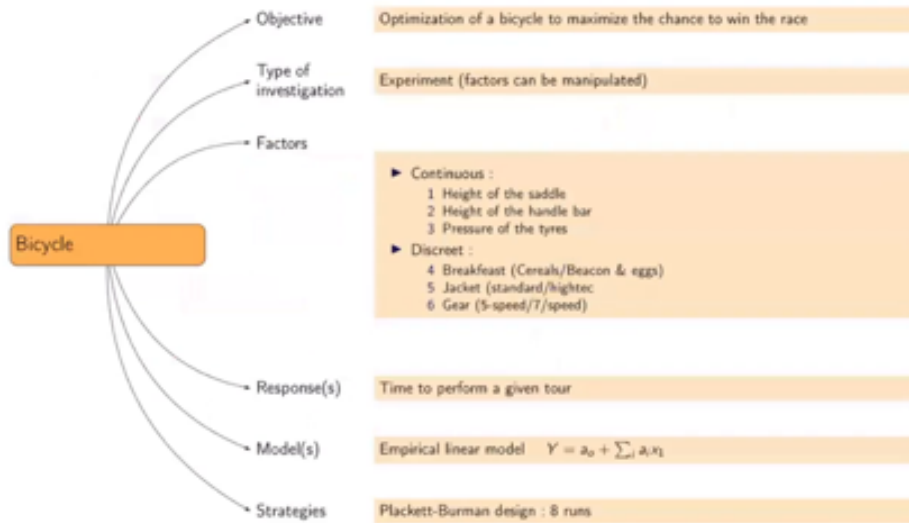 Objective
Optimization of a bicycle to maximize the chance to win the race
Type of
investigation
Experiment (factors can be manipulated)
Factors
► Continuous :
1 Height of the saddle
2 Height of the handle bar
3 Pressure of the tyres
► Discreet :
4 Breakfeast (Cereals/Beacon & eggs)
5 Jacket (standard/hightec
6 Gear (5-speed/7/speed)
Bicycle
Response(s)
Time to perform a given tour
Model(s)
Empirical linear model Y = a₀ + ∑ᵢ aᵢx₁
Strategies
Plackett-Burman design : 8 runs